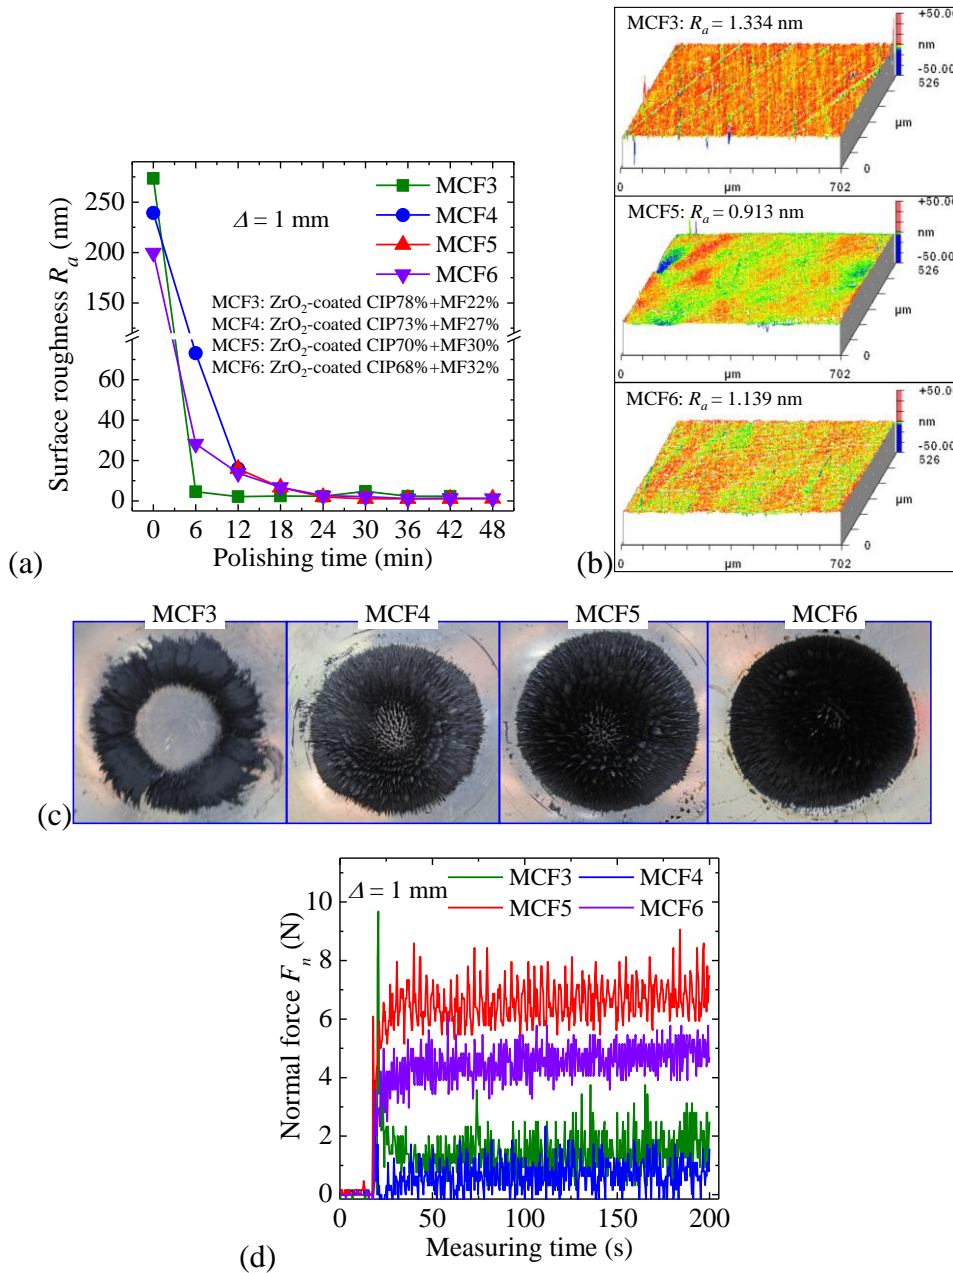 MCF3
MCF4
Δ = 1 mm
MCF5
MCF6
MCF3: ZrO₂-coated CIP78%+MF22%
MCF4: ZrO₂-coated CIP73%+MF27%
MCF5: ZrO₂-coated CIP70%+MF30%
MCF6: ZrO₂-coated CIP68%+MF32%
250
200
150
60
40
20
0
Surface roughness Rₐ (nm)
0 6 12 18 24 30 36 42 48
Polishing time (min)
(a)
MCF3: Rₐ = 1.334 nm
+50.00
nm
-50.00
526
µm
0
0 µm 702
MCF5: Rₐ = 0.913 nm
+50.00
nm
-50.00
526
µm
0
0 µm 702
MCF6: Rₐ = 1.139 nm
+50.00
nm
-50.00
526
µm
0
0 µm 702
(b)
MCF3 MCF4 MCF5 MCF6
(c)
Δ = 1 mm
MCF3 MCF4
MCF5 MCF6
10
8
6
4
2
0
Normal force Fₙ (N)
0 50 100 150 200
Measuring time (s)
(d)